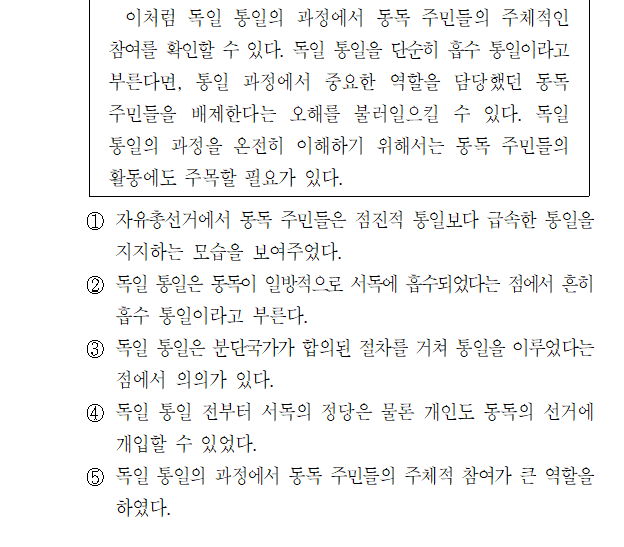 이처럼 독일 통일의 과정에서 동독 주민들의 주체적인
참여를 확인할 수 있다. 독일 통일을 단순히 흡수 통일이라고
부른다면, 통일 과정에서 중요한 역할을 담당했던 동독
주민들을 배제한다는 오해를 불러일으킬 수 있다. 독일
통일의 과정을 온전히 이해하기 위해서는 동독 주민들의
활동에도 주목할 필요가 있다.
① 자유총선거에서 동독 주민들은 점진적 통일보다 급속한 통일을
지지하는 모습을 보여주었다.
② 독일 통일은 동독이 일방적으로 서독에 흡수되었다는 점에서 흔히
흡수 통일이라고 부른다.
③ 독일 통일은 분단국가가 합의된 절차를 거쳐 통일을 이루었다는
점에서 의의가 있다.
④ 독일 통일 전부터 서독의 정당은 물론 개인도 동독의 선거에
개입할 수 있었다.
⑤ 독일 통일의 과정에서 동독 주민들의 주체적 참여가 큰 역할을
하였다.